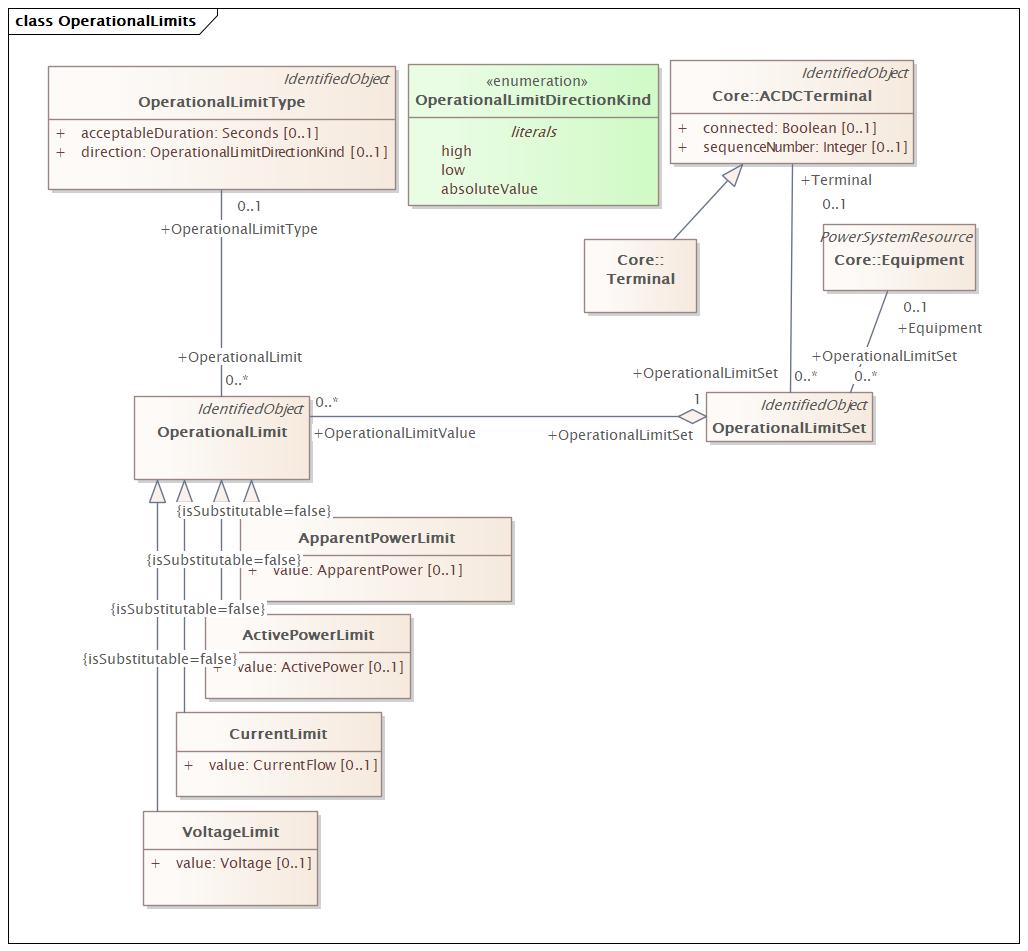 class OperationalLimits
IdentifiedObject
OperationalLimitType
+ acceptableDuration: Seconds [0..1]
+ direction: OperationalLimitDirectionKind [0..1]
«enumeration»
OperationalLimitDirectionKind
literals
high
low
absoluteValue
IdentifiedObject
Core::ACDCTerminal
+ connected: Boolean [0..1]
+ sequenceNumber: Integer [0..1]
+Terminal
0..1
0..1
+OperationalLimitType
PowerSystemResource
Core::Equipment
Core::
Terminal
0..1
+Equipment
+OperationalLimit
0..*
+OperationalLimitSet
0..*
+OperationalLimitSet
0..*
IdentifiedObject
OperationalLimit
0..*
+OperationalLimitValue
1
+OperationalLimitSet
IdentifiedObject
OperationalLimitSet
{isSubstitutable=false}
ApparentPowerLimit
+ value: ApparentPower [0..1]
{isSubstitutable=false}
{isSubstitutable=false}
ActivePowerLimit
+ value: ActivePower [0..1]
{isSubstitutable=false}
CurrentLimit
+ value: CurrentFlow [0..1]
VoltageLimit
+ value: Voltage [0..1]